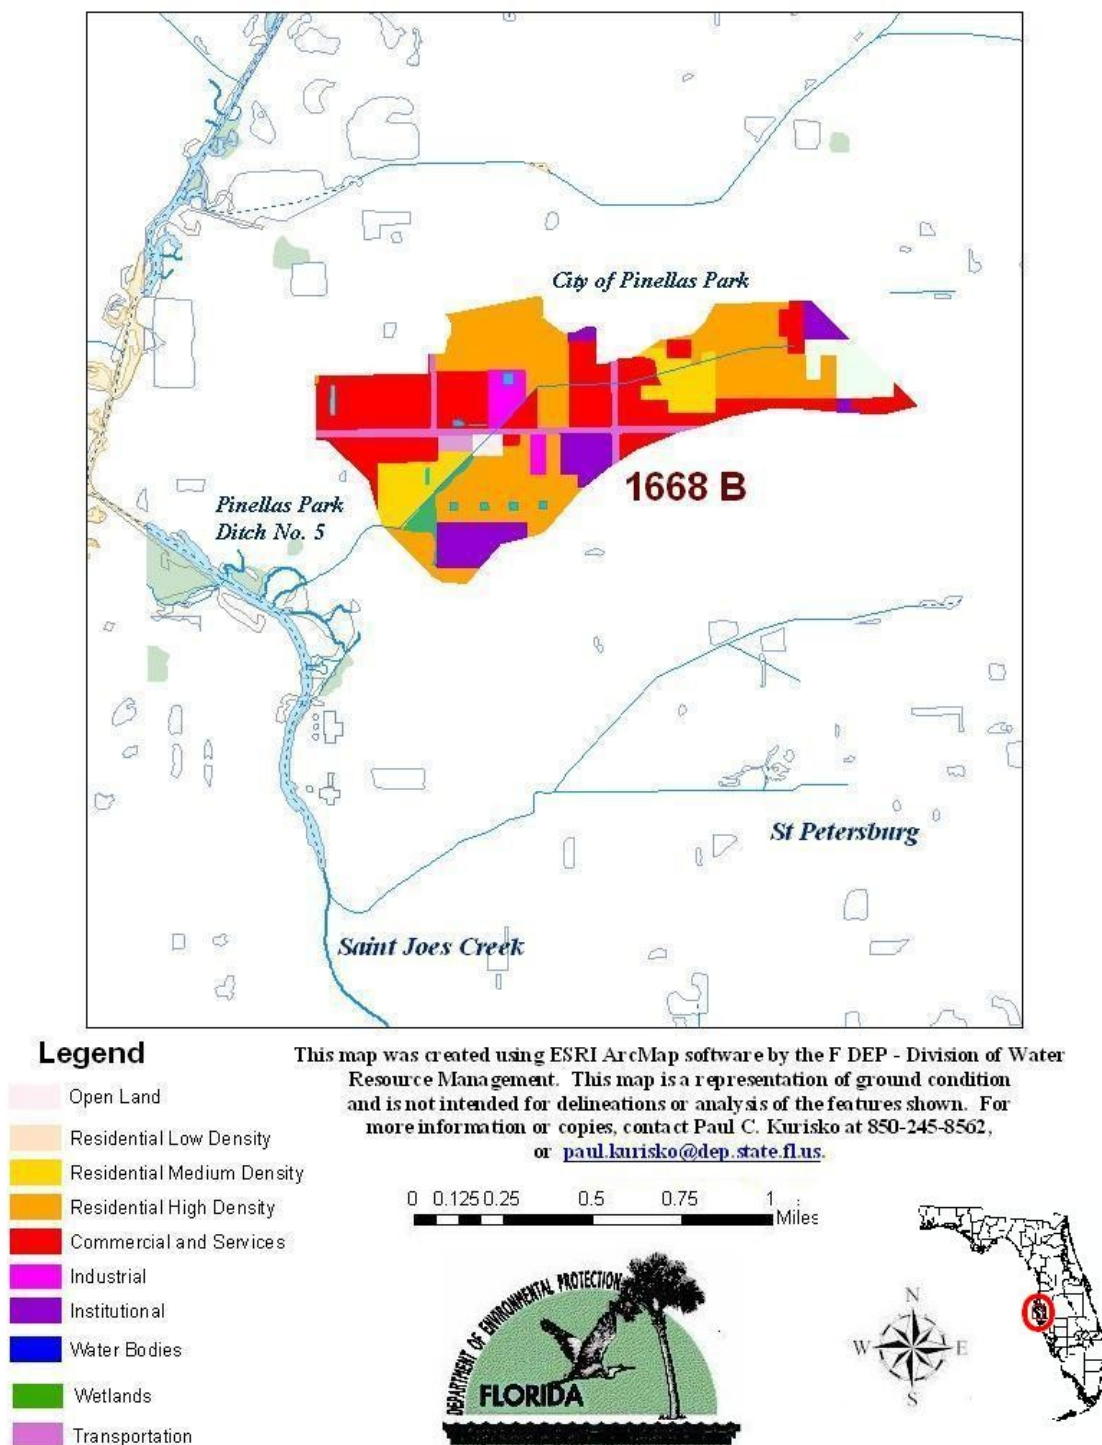 City of Pinellas Park
1668 B
Pinellas Park
Ditch No. 5
St Petersburg
Saint Joes Creek
Legend
Open Land
Residential Low Density
Residential Medium Density
Residential High Density
Commercial and Services
Industrial
Institutional
Water Bodies
Wetlands
Transportation
This map was created using ESRI ArcMap software by the F DEP - Division of Water
Resource Management. This map is a representation of ground condition
and is not intended for delineations or analysis of the features shown. For
more information or copies, contact Paul C. Kurisko at 850-245-8562,
or paul.kurisko@dep.state.fl.us.
0 0.125 0.25 0.5 0.75 1
Miles
DEPARTMENT OF ENVIRONMENTAL PROTECTION
FLORIDA
N
W E
S